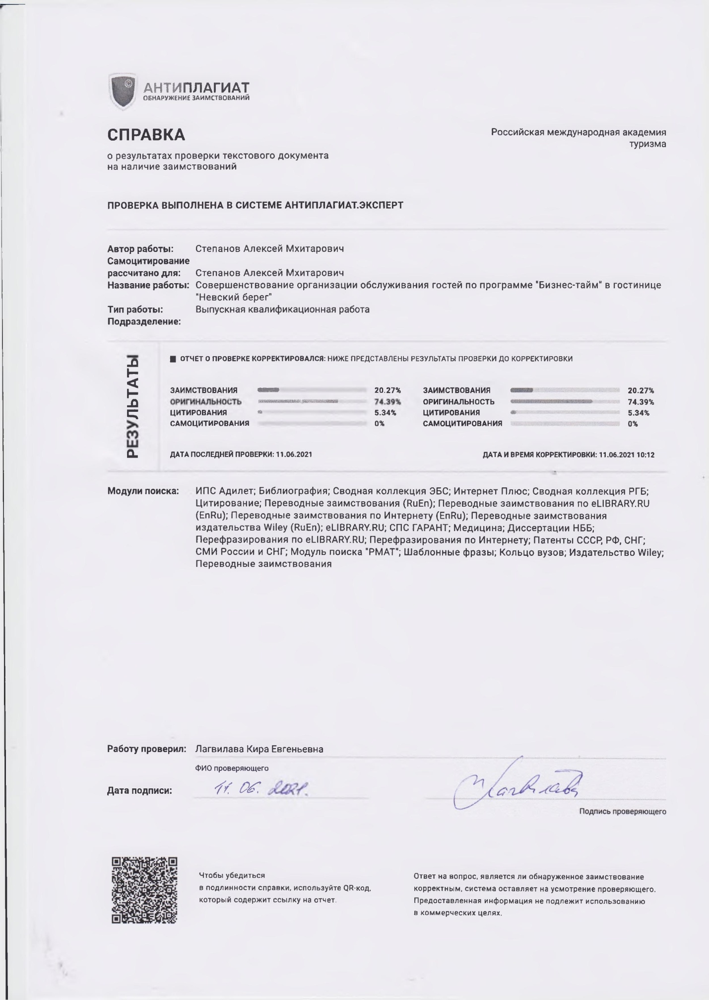 АНТИПЛАГИАТ
ОБНАРУЖЕНИЕ ЗАИМСТВОВАНИЙ
СПРАВКА
о результатах проверки текстового документа
на наличие заимствований
Российская международная академия
туризма
ПРОВЕРКА ВЫПОЛНЕНА В СИСТЕМЕ АНТИПЛАГИАТ.ЭКСПЕРТ
Автор работы: Степанов Алексей Мхитарович
Самоцитирование
рассчитано для: Степанов Алексей Мхитарович
Название работы: Совершенствование организации обслуживания гостей по программе "Бизнес-тайм" в гостинице
"Невский берег"
Тип работы: Выпускная квалификационная работа
Подразделение:
РЕЗУЛЬТАТЫ
ОТЧЕТ О ПРОВЕРКЕ КОРРЕКТИРОВАЛСЯ: НИЖЕ ПРЕДСТАВЛЕНЫ РЕЗУЛЬТАТЫ ПРОВЕРКИ ДО КОРРЕКТИРОВКИ
ЗАИМСТВОВАНИЯ 20.27% ЗАИМСТВОВАНИЯ 20.27%
ОРИГИНАЛЬНОСТЬ 74.39% ОРИГИНАЛЬНОСТЬ 74.39%
ЦИТИРОВАНИЯ 5.34% ЦИТИРОВАНИЯ 5.34%
САМОЦИТИРОВАНИЯ 0% САМОЦИТИРОВАНИЯ 0%
ДАТА ПОСЛЕДНЕЙ ПРОВЕРКИ: 11.06.2021 ДАТА И ВРЕМЯ КОРРЕКТИРОВКИ: 11.06.2021 10:12
Модули поиска: ИПС Адилет; Библиография; Сводная коллекция ЭБС; Интернет Плюс; Сводная коллекция РГБ;
Цитирование; Переводные заимствования (RuEn); Переводные заимствования по eLIBRARY.RU
(EnRu); Переводные заимствования по Интернету (EnRu); Переводные заимствования
издательства Wiley (RuEn); eLIBRARY.RU; СПС ГАРАНТ; Медицина; Диссертации НББ;
Перефразирования по eLIBRARY.RU; Перефразирования по Интернету; Патенты СССР, РФ, СНГ;
СМИ России и СНГ; Модуль поиска "РМАТ"; Шаблонные фразы; Кольцо вузов; Издательство Wiley;
Переводные заимствования
Работу проверил: Лагвилава Кира Евгеньевна
ФИО проверяющего
Дата подписи: 11. 06. 2021. Лагвилава
Подпись проверяющего
Чтобы убедиться
в подлинности справки, используйте QR-код,
который содержит ссылку на отчет.
Ответ на вопрос, является ли обнаруженное заимствование
корректным, система оставляет на усмотрение проверяющего.
Предоставленная информация не подлежит использованию
в коммерческих целях.